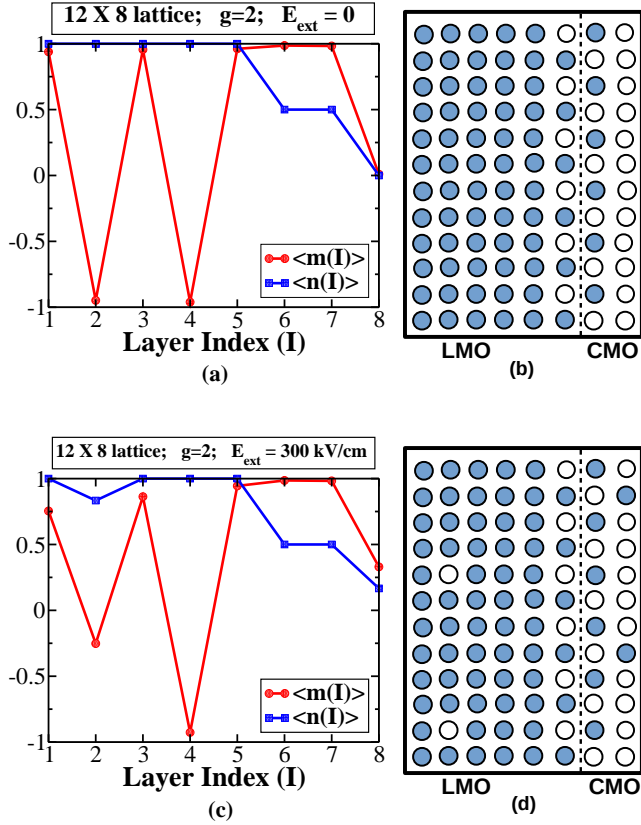 12 X 8 lattice; g=2; E_ext = 0
1
0.5
0
-0.5
-1
1 2 3 4 5 6 7 8
<m(I)>
<n(I)>
Layer Index (I)
(a)
LMO CMO
(b)
12 X 8 lattice; g=2; E_ext = 300 kV/cm
1
0.5
0
-0.5
-1
1 2 3 4 5 6 7 8
<m(I)>
<n(I)>
Layer Index (I)
(c)
LMO CMO
(d)